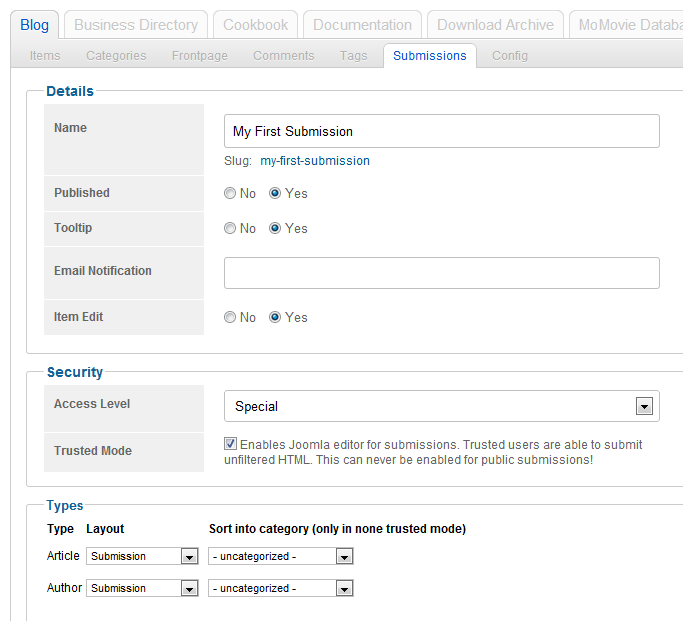 Blog Business Directory Cookbook Documentation Download Archive MoMovie Databa
Items Categories Frontpage Comments Tags Submissions Config
Details
Name My First Submission
Slug: my-first-submission
Published No Yes
Tooltip No Yes
Email Notification
Item Edit No Yes
Security
Access Level Special
Trusted Mode Enables Joomla editor for submissions. Trusted users are able to submit
unfiltered HTML. This can never be enabled for public submissions!
Types
Type Layout Sort into category (only in none trusted mode)
Article Submission - uncategorized -
Author Submission - uncategorized -